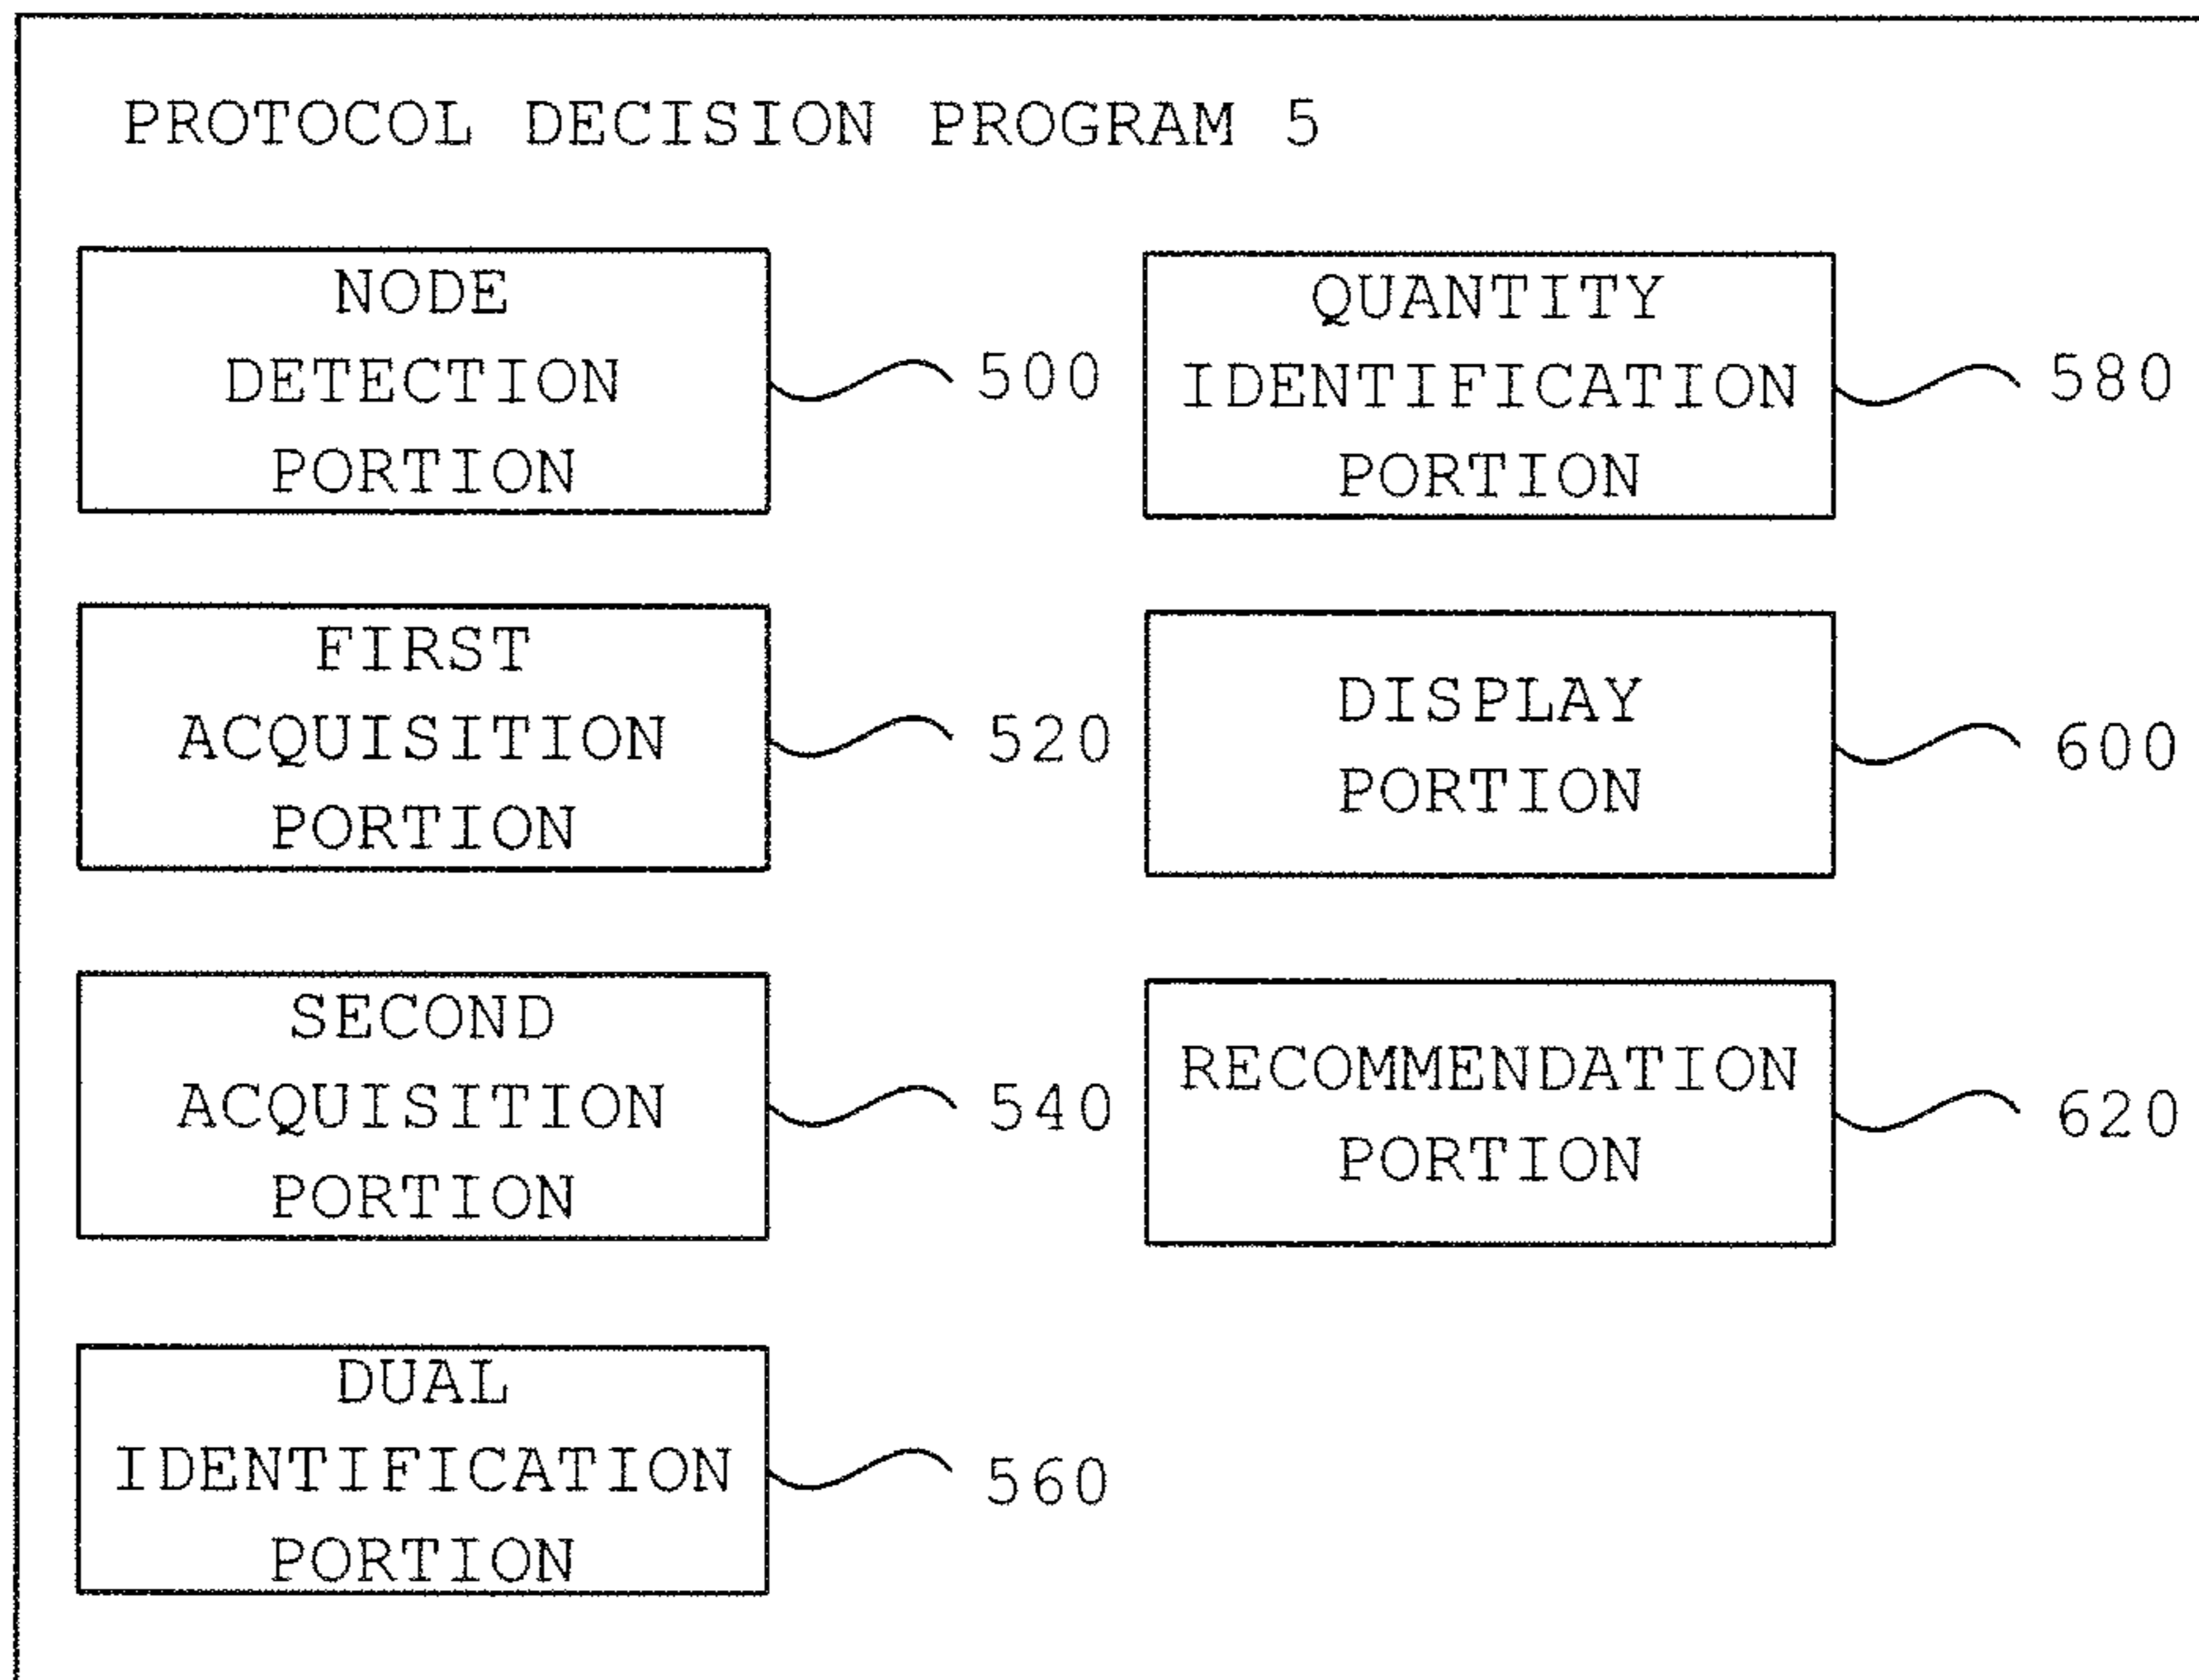 PROTOCOL DECISION PROGRAM 5
NODE
DETECTION
PORTION
500
FIRST
ACQUISITION
PORTION
520
SECOND
ACQUISITION
PORTION
540
DUAL
IDENTIFICATION
PORTION
560
QUANTITY
IDENTIFICATION
PORTION
580
DISPLAY
PORTION
600
RECOMMENDATION
PORTION
620